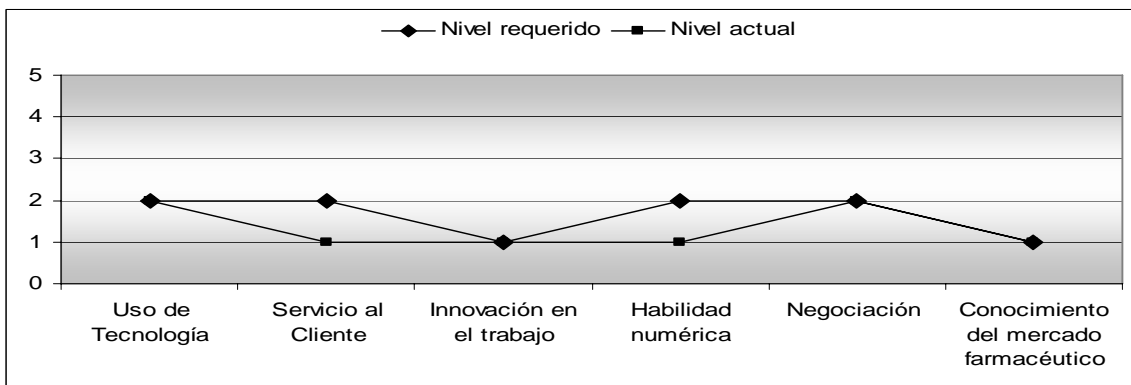 Nivel requerido Nivel actual
5
4
3
2
1
0
Uso de Tecnología
Servicio al Cliente
Innovación en el trabajo
Habilidad numérica
Negociación
Conocimiento del mercado farmacéutico